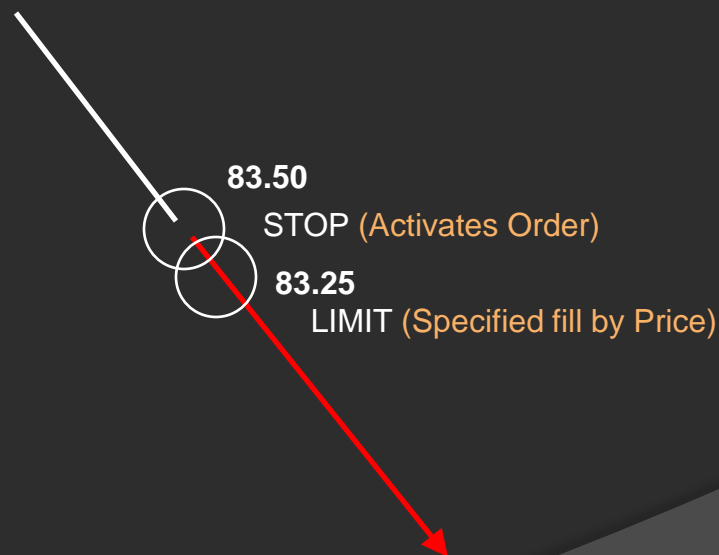 83.50
STOP (Activates Order)
83.25
LIMIT (Specified fill by Price)